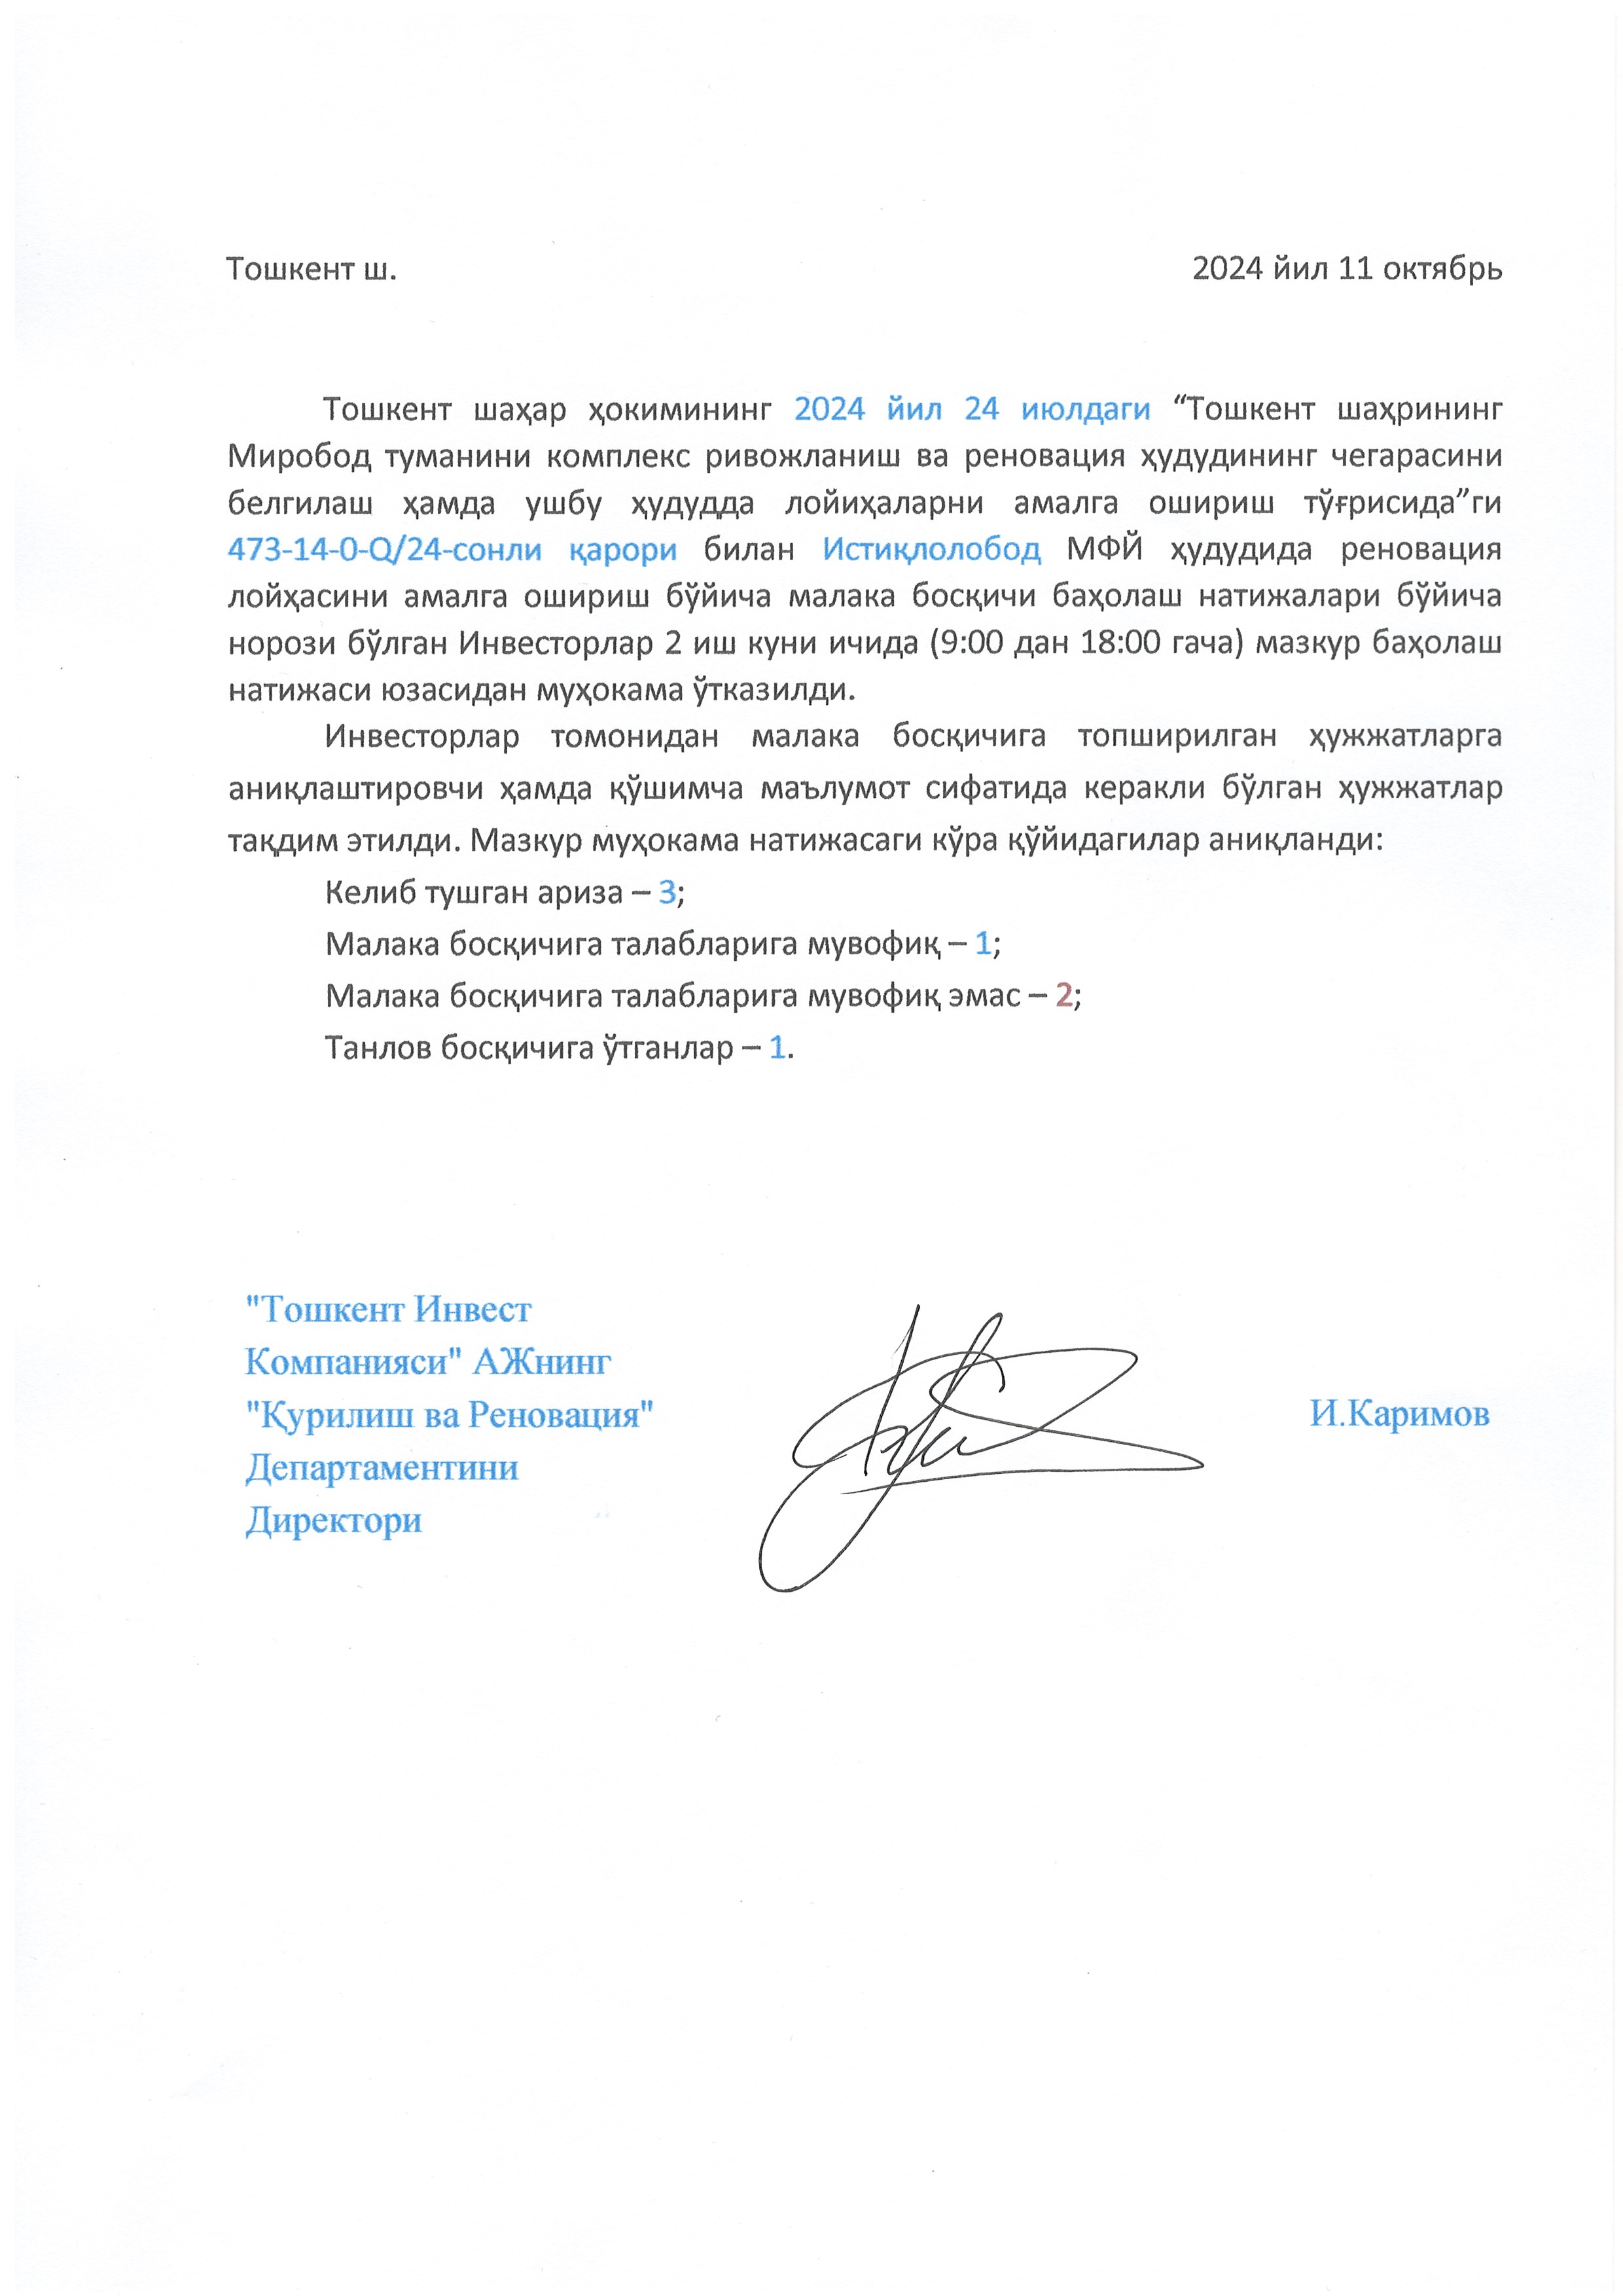 Тошкент ш. 2024 йил 11 октябрь
Тошкент шаҳар ҳокимининг 2024 йил 24 июлдаги “Тошкент шаҳрининг
Миробод туманини комплекс ривожланиш ва реновация ҳудудининг чегарасини
белгилаш ҳамда ушбу ҳудудда лойиҳаларни амалга ошириш тўғрисида”ги
473-14-0-Q/24-сонли қарори билан Истиқлолобод МФЙ ҳудудида реновация
лойҳасини амалга ошириш бўйича малака босқичи баҳолаш натижалари бўйича
норози бўлган Инвесторлар 2 иш куни ичида (9:00 дан 18:00 гача) мазкур баҳолаш
натижаси юзасидан муҳокама ўтказилди.
Инвесторлар томонидан малака босқичига топширилган ҳужжатларга
аниқлаштировчи ҳамда қўшимча маълумот сифатида керакли бўлган ҳужжатлар
тақдим этилди. Мазкур муҳокама натижасаги кўра қўйидагилар аниқланди:
Келиб тушган ариза – 3;
Малака босқичига талабларига мувофиқ – 1;
Малака босқичига талабларига мувофиқ эмас – 2;
Танлов босқичига ўтганлар – 1.
"Тошкент Инвест
Компанияси" АЖнинг
"Қурилиш ва Реновация"
Департаментини
Директори
И.Каримов